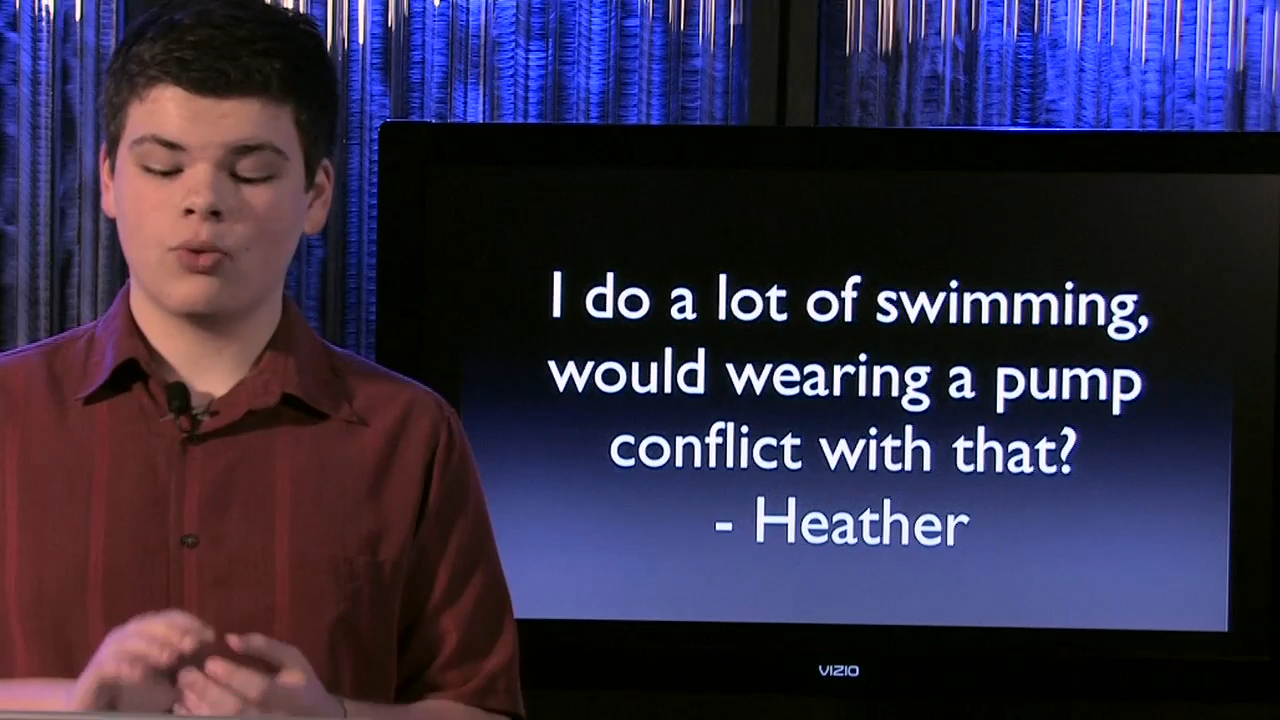 I do a lot of swimming,
would wearing a pump
conflict with that?
- Heather
VIZIO